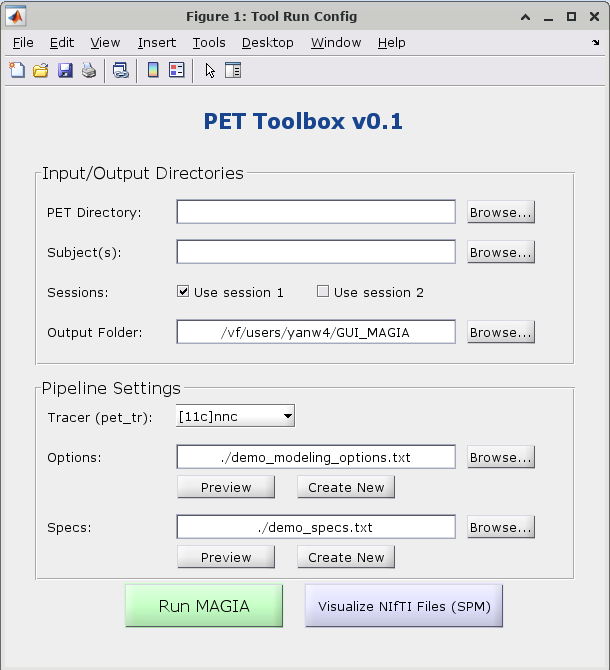 Figure 1: Tool Run Config
File Edit View Insert Tools Desktop Window Help
PET Toolbox v0.1
Input/Output Directories
PET Directory: Browse...
Subject(s): Browse...
Sessions: Use session 1 Use session 2
Output Folder: /vf/users/yanw4/GUI_MAGIA Browse...
Pipeline Settings
Tracer (pet_tr): [11c]nnc
Options: ./demo_modeling_options.txt Browse...
Preview Create New
Specs: ./demo_specs.txt Browse...
Preview Create New
Run MAGIA Visualize NIfTI Files (SPM)